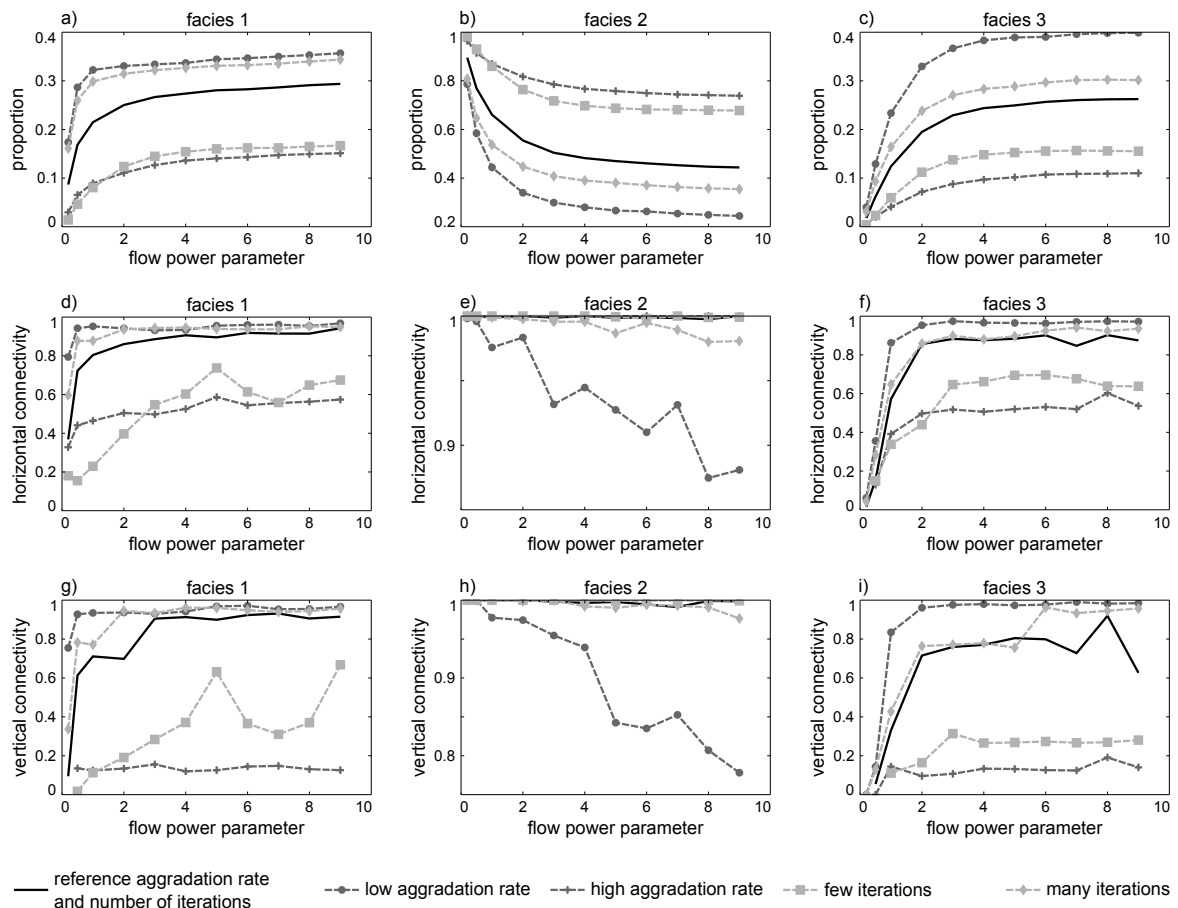 a) facies 1
b) facies 2
c) facies 3
proportion
0.4
0.3
0.2
0.1
0
0 2 4 6 8 10
flow power parameter
proportion
1
0.8
0.6
0.4
0.2
0 2 4 6 8 10
flow power parameter
proportion
0.4
0.3
0.2
0.1
0
0 2 4 6 8 10
flow power parameter
d) facies 1
e) facies 2
f) facies 3
horizontal connectivity
1
0.8
0.6
0.4
0.2
0
0 2 4 6 8 10
flow power parameter
horizontal connectivity
1
0.9
0 2 4 6 8 10
flow power parameter
horizontal connectivity
1
0.8
0.6
0.4
0.2
0
0 2 4 6 8 10
flow power parameter
g) facies 1
h) facies 2
i) facies 3
vertical connectivity
1
0.8
0.6
0.4
0.2
0
0 2 4 6 8 10
flow power parameter
vertical connectivity
1
0.9
0.8
0 2 4 6 8 10
flow power parameter
vertical connectivity
1
0.8
0.6
0.4
0.2
0
0 2 4 6 8 10
flow power parameter
reference aggradation rate
and number of iterations
low aggradation rate
high aggradation rate
few iterations
many iterations